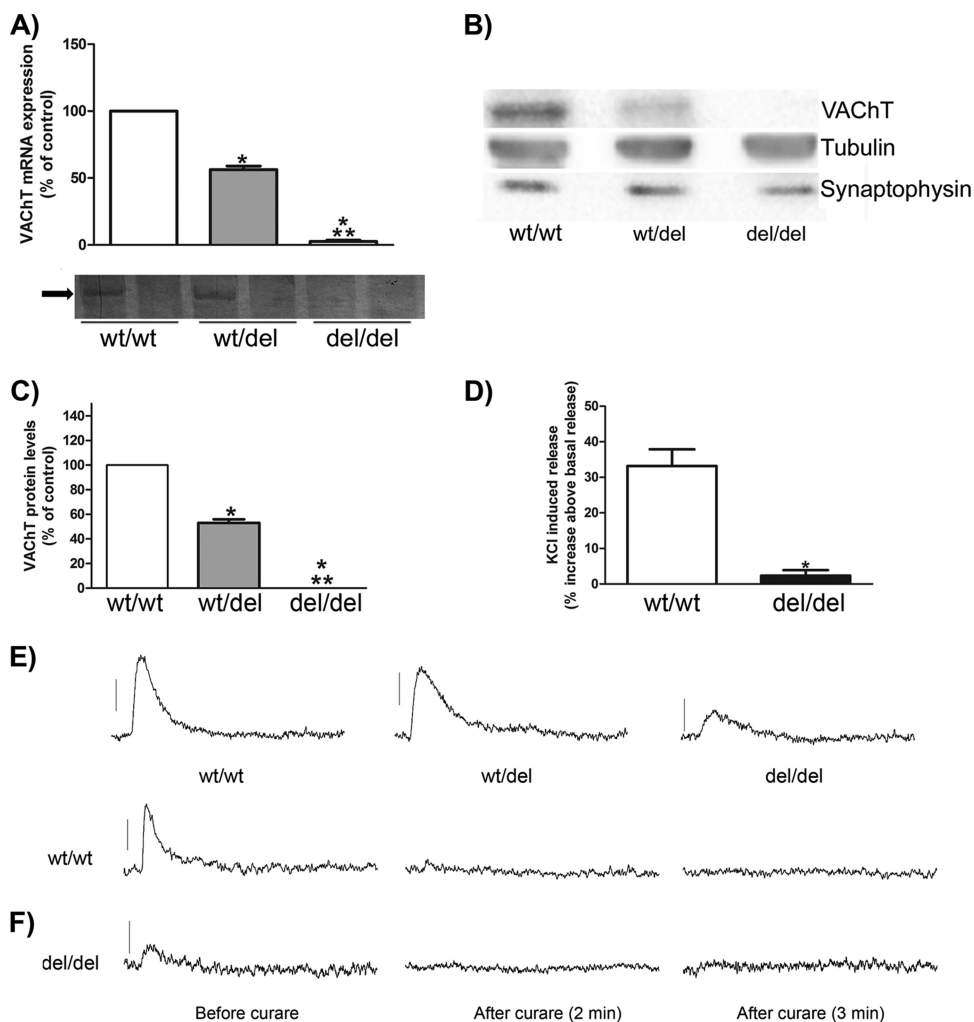 A)
VAChT mRNA expression
(% of control)
150
100
50
0
*
*
**
wt/wt
wt/del
del/del
B)
VAChT
Tubulin
Synaptophysin
wt/wt
wt/del
del/del
C)
VAChT protein levels
(% of control)
140
120
100
80
60
40
20
0
*
*
**
wt/wt
wt/del
del/del
D)
KCl induced release
(% increase above basal release)
50
40
30
20
10
0
*
wt/wt
del/del
E)
wt/wt
wt/del
del/del
wt/wt
F)
del/del
Before curare
After curare (2 min)
After curare (3 min)